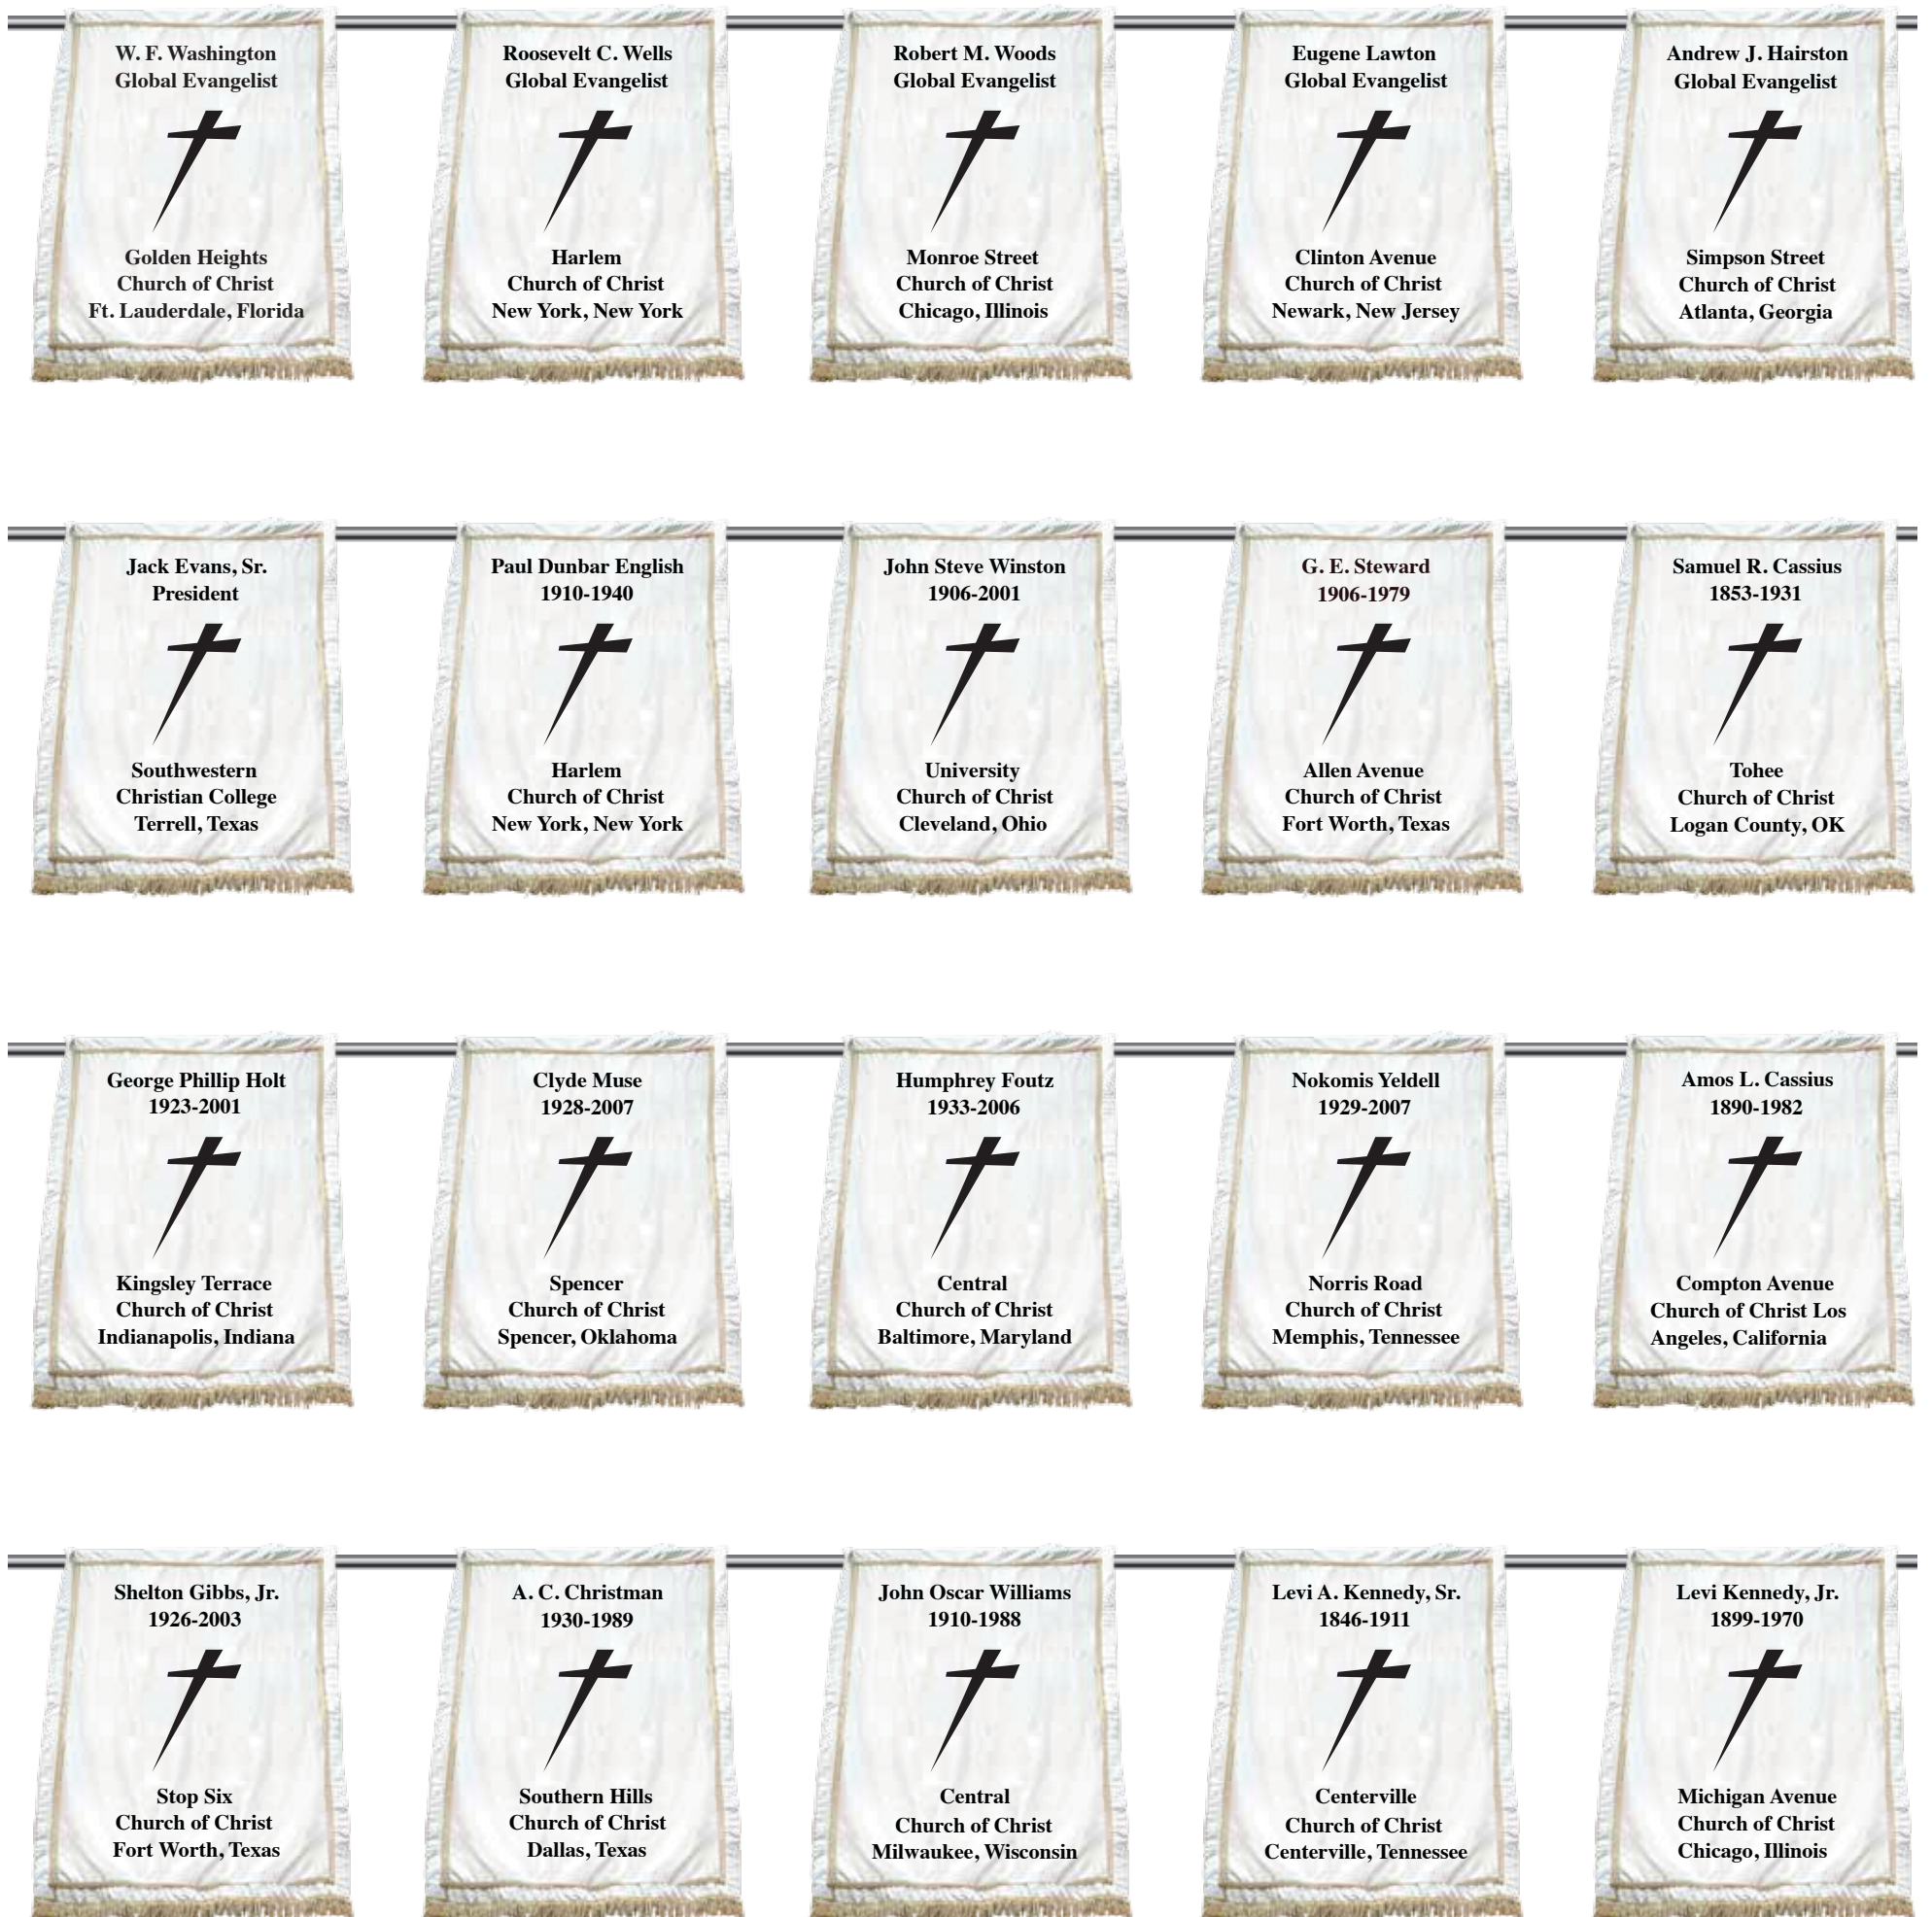 W. F. Washington
Global Evangelist
Golden Heights
Church of Christ
Ft. Lauderdale, Florida
Roosevelt C. Wells
Global Evangelist
Harlem
Church of Christ
New York, New York
Robert M. Woods
Global Evangelist
Monroe Street
Church of Christ
Chicago, Illinois
Eugene Lawton
Global Evangelist
Clinton Avenue
Church of Christ
Newark, New Jersey
Andrew J. Hairston
Global Evangelist
Simpson Street
Church of Christ
Atlanta, Georgia
Jack Evans, Sr.
President
Southwestern
Christian College
Terrell, Texas
Paul Dunbar English
1910-1940
Harlem
Church of Christ
New York, New York
John Steve Winston
1906-2001
University
Church of Christ
Cleveland, Ohio
G. E. Steward
1906-1979
Allen Avenue
Church of Christ
Fort Worth, Texas
Samuel R. Cassius
1853-1931
Tohee
Church of Christ
Logan County, OK
George Phillip Holt
1923-2001
Kingsley Terrace
Church of Christ
Indianapolis, Indiana
Clyde Muse
1928-2007
Spencer
Church of Christ
Spencer, Oklahoma
Humphrey Foutz
1933-2006
Central
Church of Christ
Baltimore, Maryland
Nokomis Yeldell
1929-2007
Norris Road
Church of Christ
Memphis, Tennessee
Amos L. Cassius
1890-1982
Compton Avenue
Church of Christ Los
Angeles, California
Shelton Gibbs, Jr.
1926-2003
Stop Six
Church of Christ
Fort Worth, Texas
A. C. Christman
1930-1989
Southern Hills
Church of Christ
Dallas, Texas
John Oscar Williams
1910-1988
Central
Church of Christ
Milwaukee, Wisconsin
Levi A. Kennedy, Sr.
1846-1911
Centerville
Church of Christ
Centerville, Tennessee
Levi Kennedy, Jr.
1899-1970
Michigan Avenue
Church of Christ
Chicago, Illinois